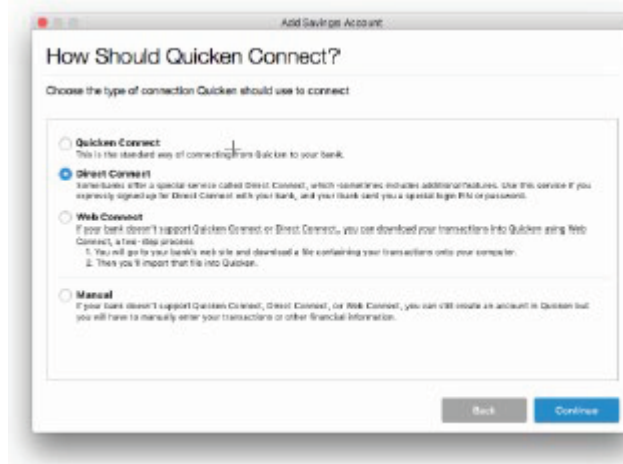 Add Savings Account
How Should Quicken Connect?
Choose the type of connection Quicken should use to connect
Quicken Connect
This is the standard way of connecting from Quicken to your bank.
Direct Connect
Some banks offer a special service called Direct Connect, which sometimes includes additional features. Use this service if you
expressly signed up for Direct Connect with your bank, and your bank sent you a special login PIN or password.
Web Connect
If your bank doesn't support Quicken Connect or Direct Connect, you can download your transactions into Quicken using Web
Connect, a two-step process
1. You will go to your bank's web site and download a file containing your transactions onto your computer.
2. Then you'll import that file into Quicken.
Manual
If your bank doesn't support Quicken Connect, Direct Connect, or Web Connect, you can still create an account in Quicken but
you will have to manually enter your transactions or other financial information.
Back
Continue